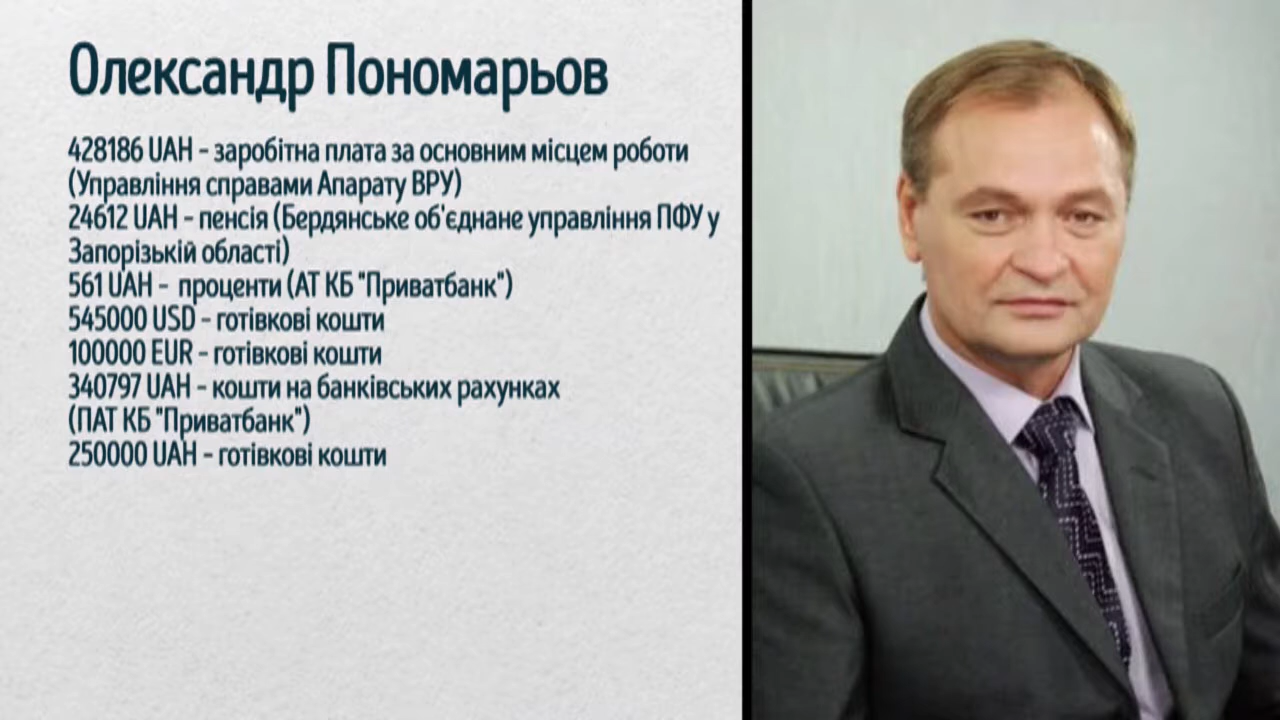 Олександр Пономарьов
428186 UAH - заробітна плата за основним місцем роботи
(Управління справами Апарату ВРУ)
24612 UAH - пенсія (Бердянське об'єднане управління ПФУ у
Запорізькій області)
561 UAH - проценти (АТ КБ "Приватбанк")
545000 USD - готівкові кошти
100000 EUR - готівкові кошти
340797 UAH - кошти на банківських рахунках
(ПАТ КБ "Приватбанк")
250000 UAH - готівкові кошти